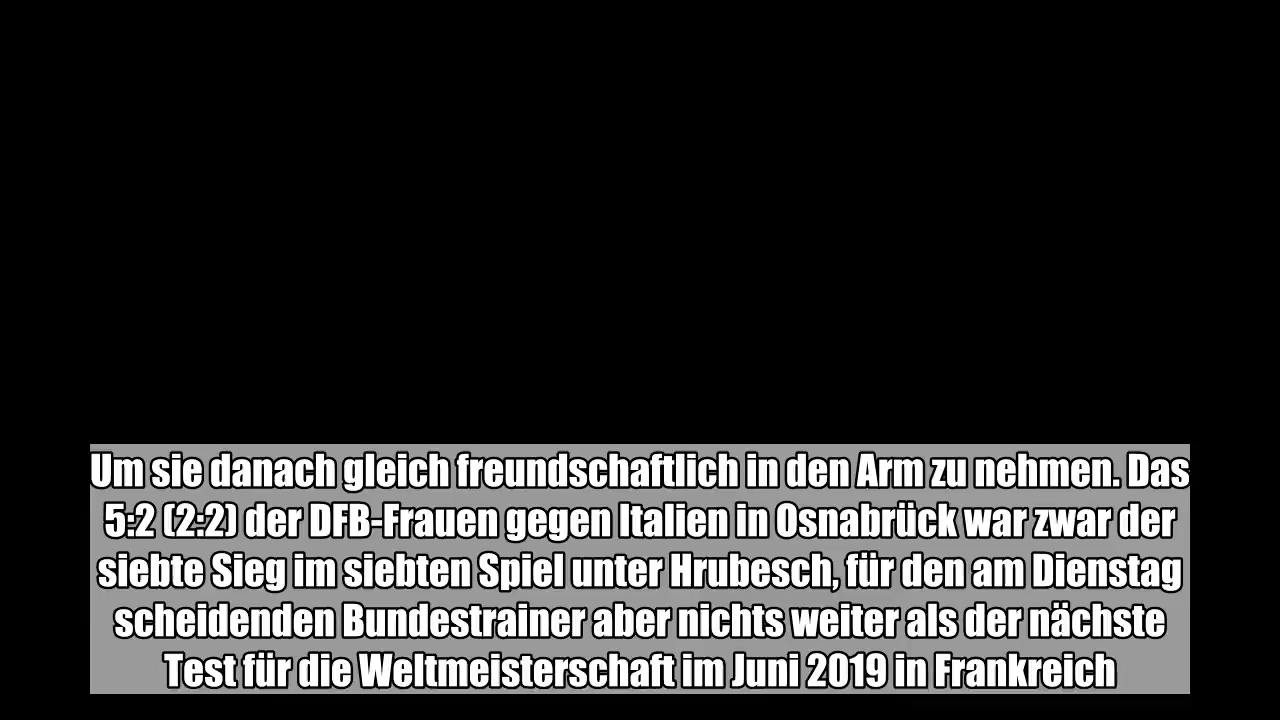 Um sie danach gleich freundschaftlich in den Arm zu nehmen. Das
5:2 (2:2) der DFB-Frauen gegen Italien in Osnabrück war zwar der
siebte Sieg im siebten Spiel unter Hrubesch, für den am Dienstag
scheidenden Bundestrainer aber nichts weiter als der nächste
Test für die Weltmeisterschaft im Juni 2019 in Frankreich